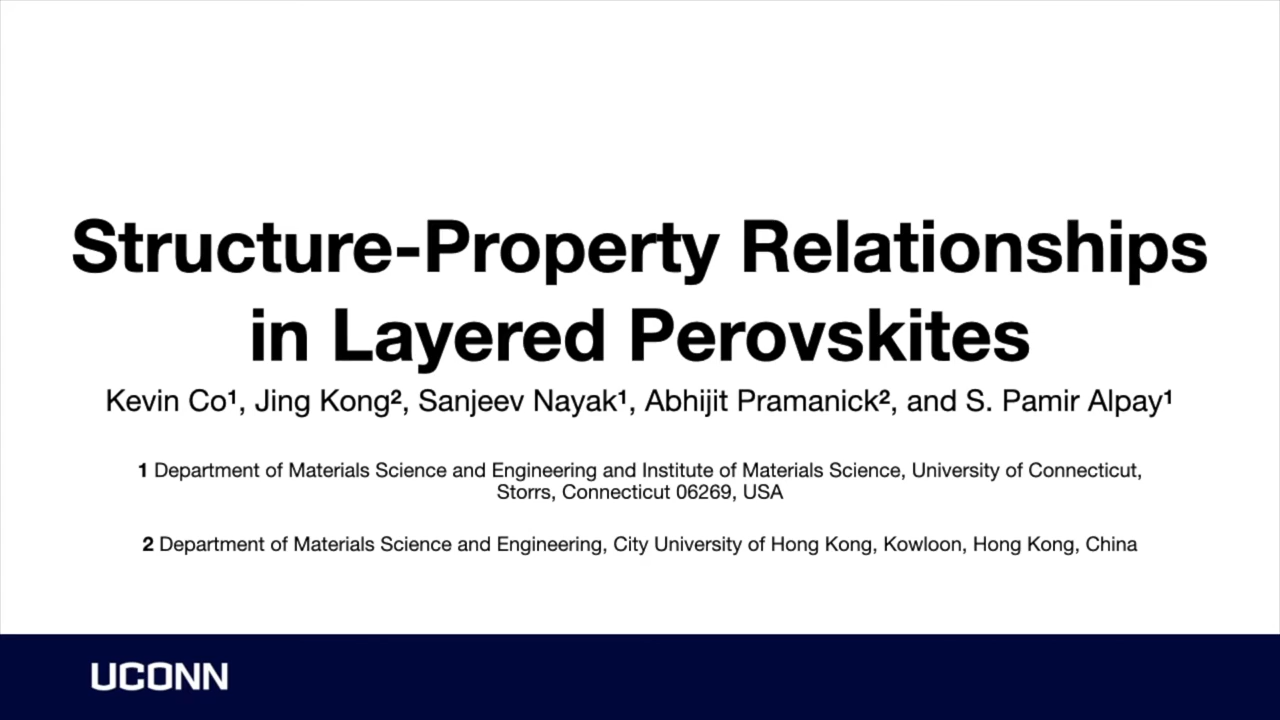 Structure-Property Relationships
in Layered Perovskites
Kevin Co¹, Jing Kong², Sanjeev Nayak¹, Abhijit Pramanick², and S. Pamir Alpay¹
1 Department of Materials Science and Engineering and Institute of Materials Science, University of Connecticut,
Storrs, Connecticut 06269, USA
2 Department of Materials Science and Engineering, City University of Hong Kong, Kowloon, Hong Kong, China
UCONN